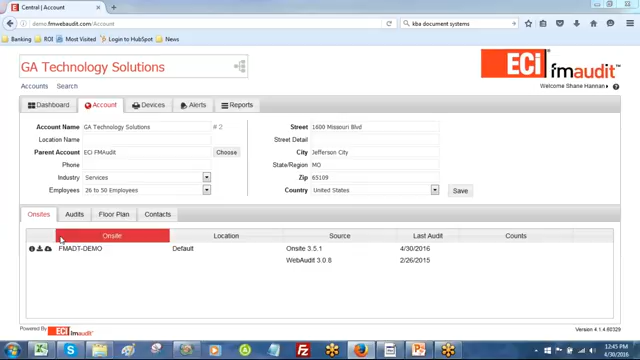 Central | Account
demo.fmwebaudit.com/Account
kba document systems
Banking ROI Most Visited Login to HubSpot News
GA Technology Solutions
ECi fmaudit
Accounts Search
Welcome Shane Hannan
Dashboard Account Devices Alerts Reports
Account Name GA Technology Solutions # 2 Street 1600 Missouri Blvd
Location Name Street Detail
Parent Account ECI FMAudit Choose City Jefferson City
Phone State/Region MO
Industry Services Zip 65109
Employees 26 to 50 Employees Country United States Save
Onsites Audits Floor Plan Contacts
Onsite Location Source Last Audit Counts
FMADT-DEMO Default Onsite 3.5.1 4/30/2016
WebAudit 3.0.8 2/26/2015
Powered By ECi fmaudit Version 4.1.4.60329
12:45 PM
4/30/2016